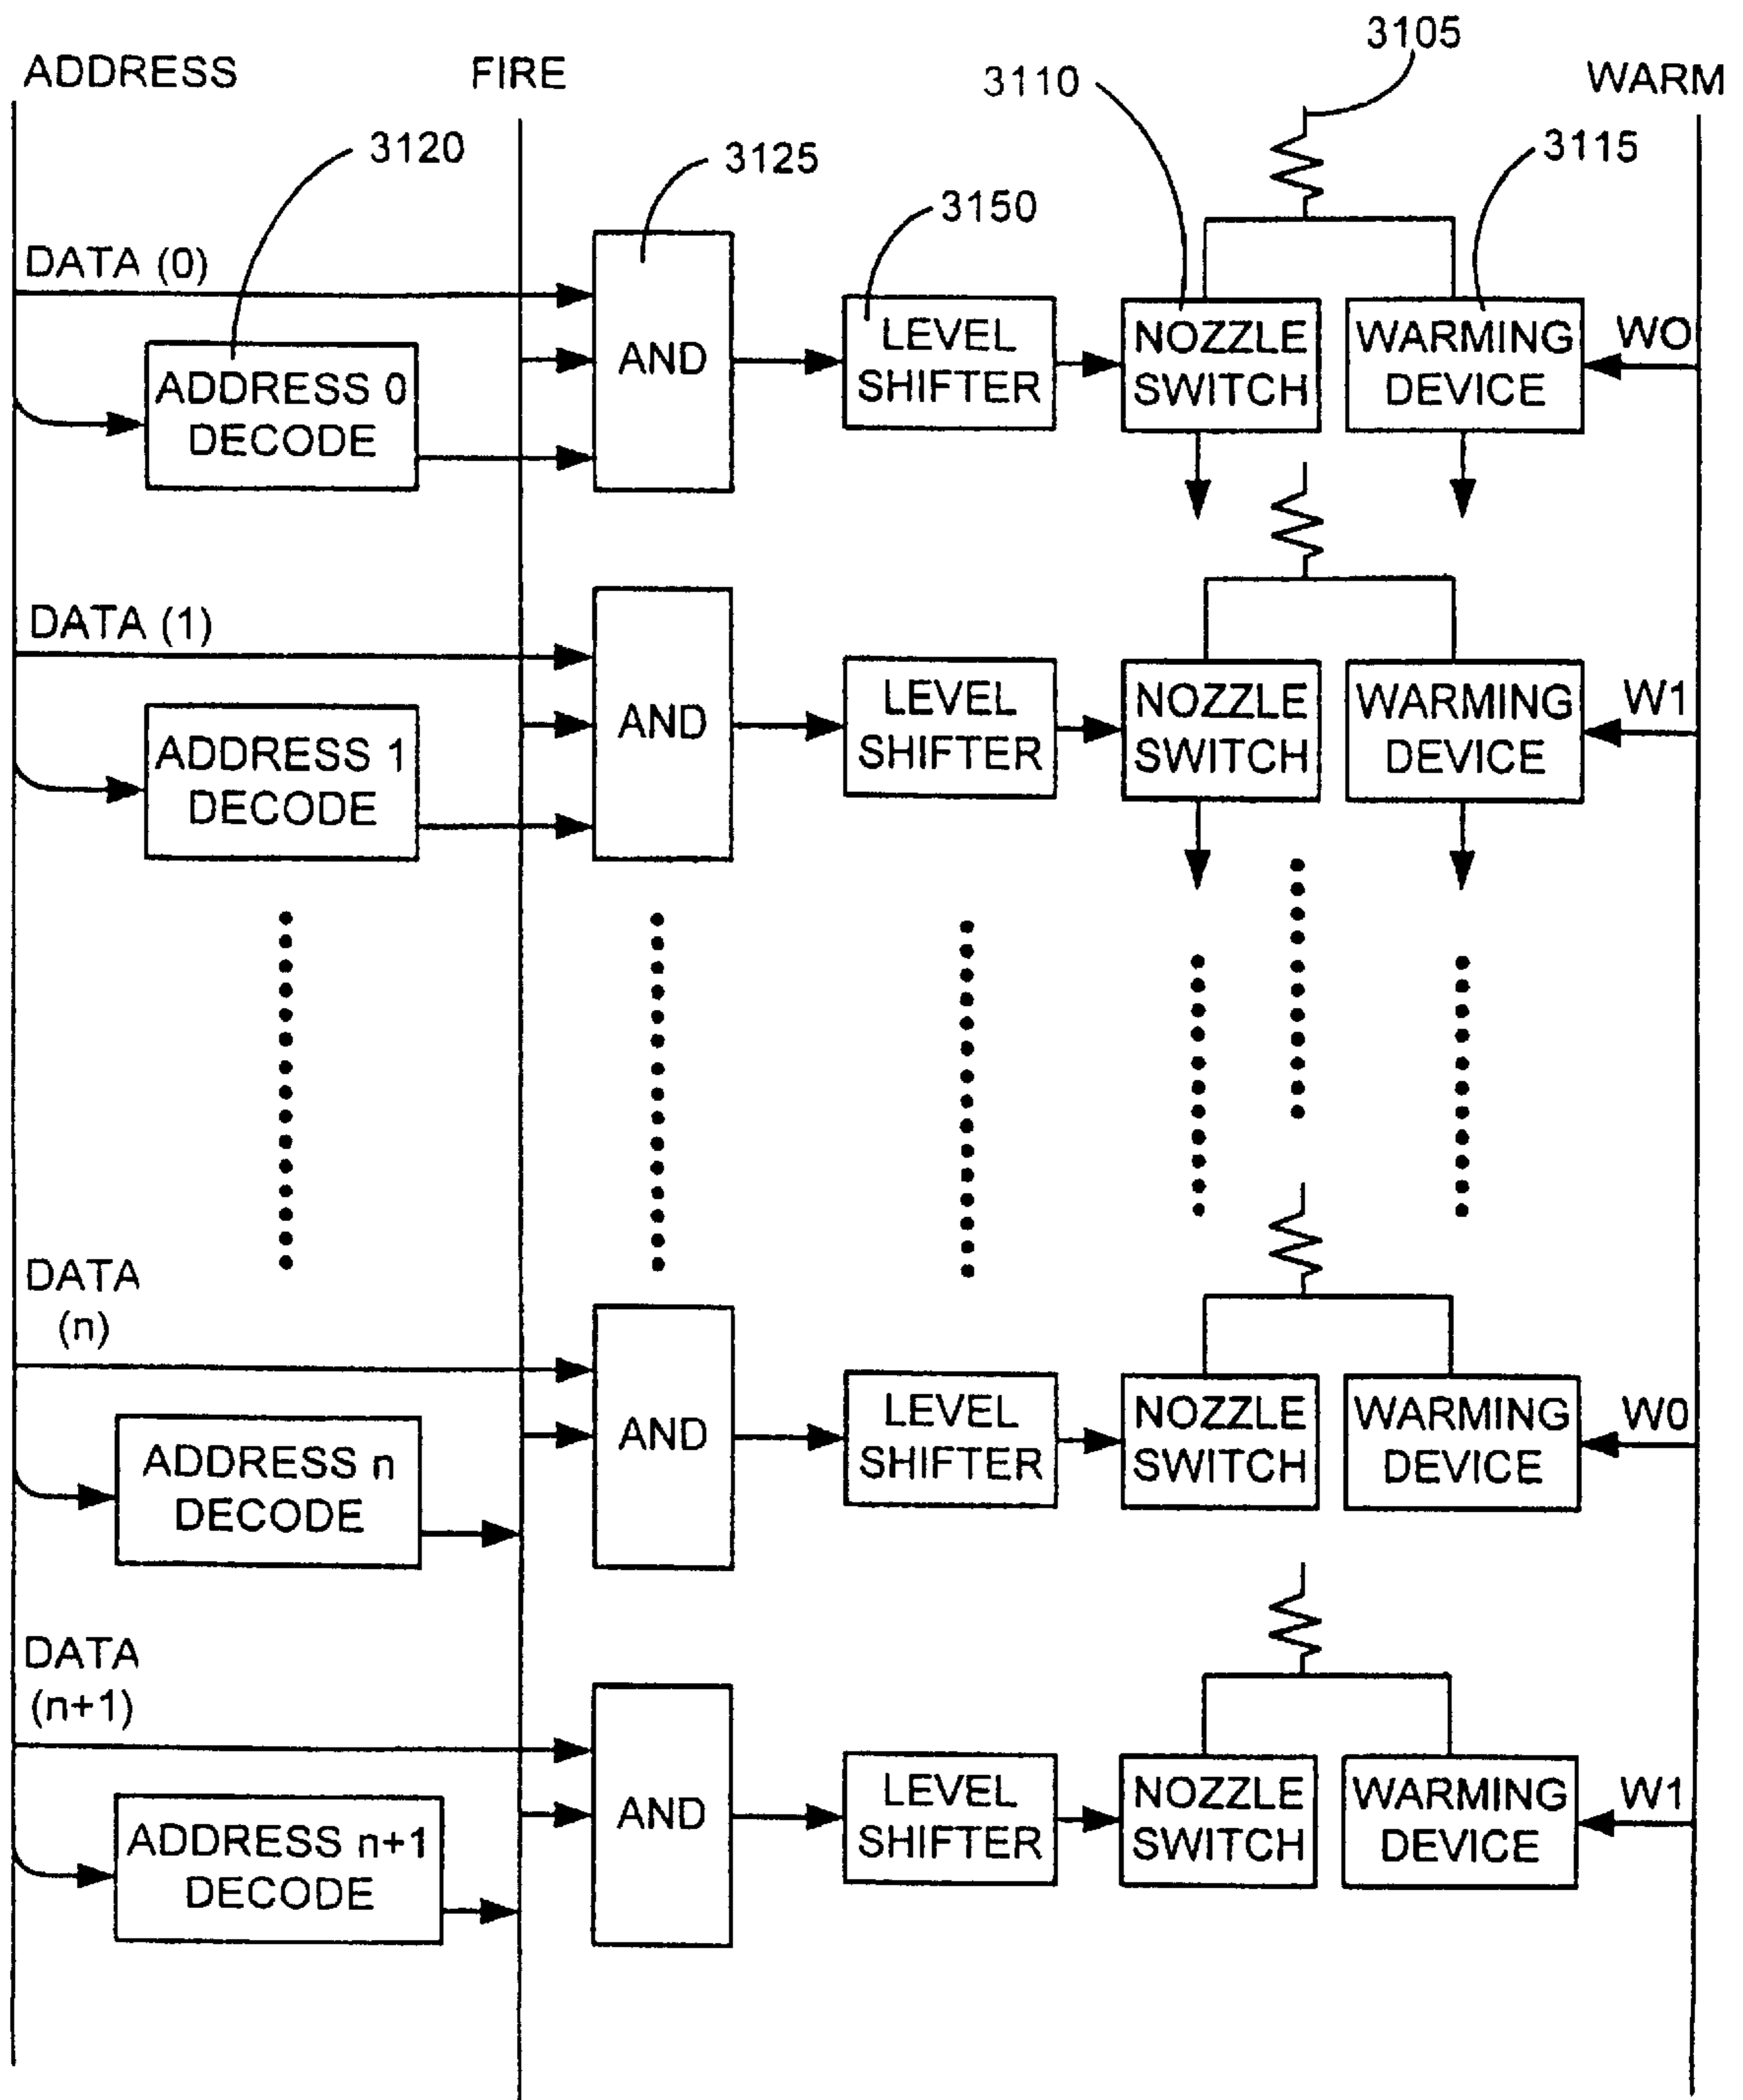 3105
ADDRESS
FIRE
3110
WARM
3120
3125
3150
3115
DATA (0)
ADDRESS 0
DECODE
AND
LEVEL
SHIFTER
NOZZLE
SWITCH
WARMING
DEVICE
WO
DATA (1)
ADDRESS 1
DECODE
AND
LEVEL
SHIFTER
NOZZLE
SWITCH
WARMING
DEVICE
W1
DATA
(n)
ADDRESS n
DECODE
AND
LEVEL
SHIFTER
NOZZLE
SWITCH
WARMING
DEVICE
W0
DATA
(n+1)
ADDRESS n+1
DECODE
AND
LEVEL
SHIFTER
NOZZLE
SWITCH
WARMING
DEVICE
W1